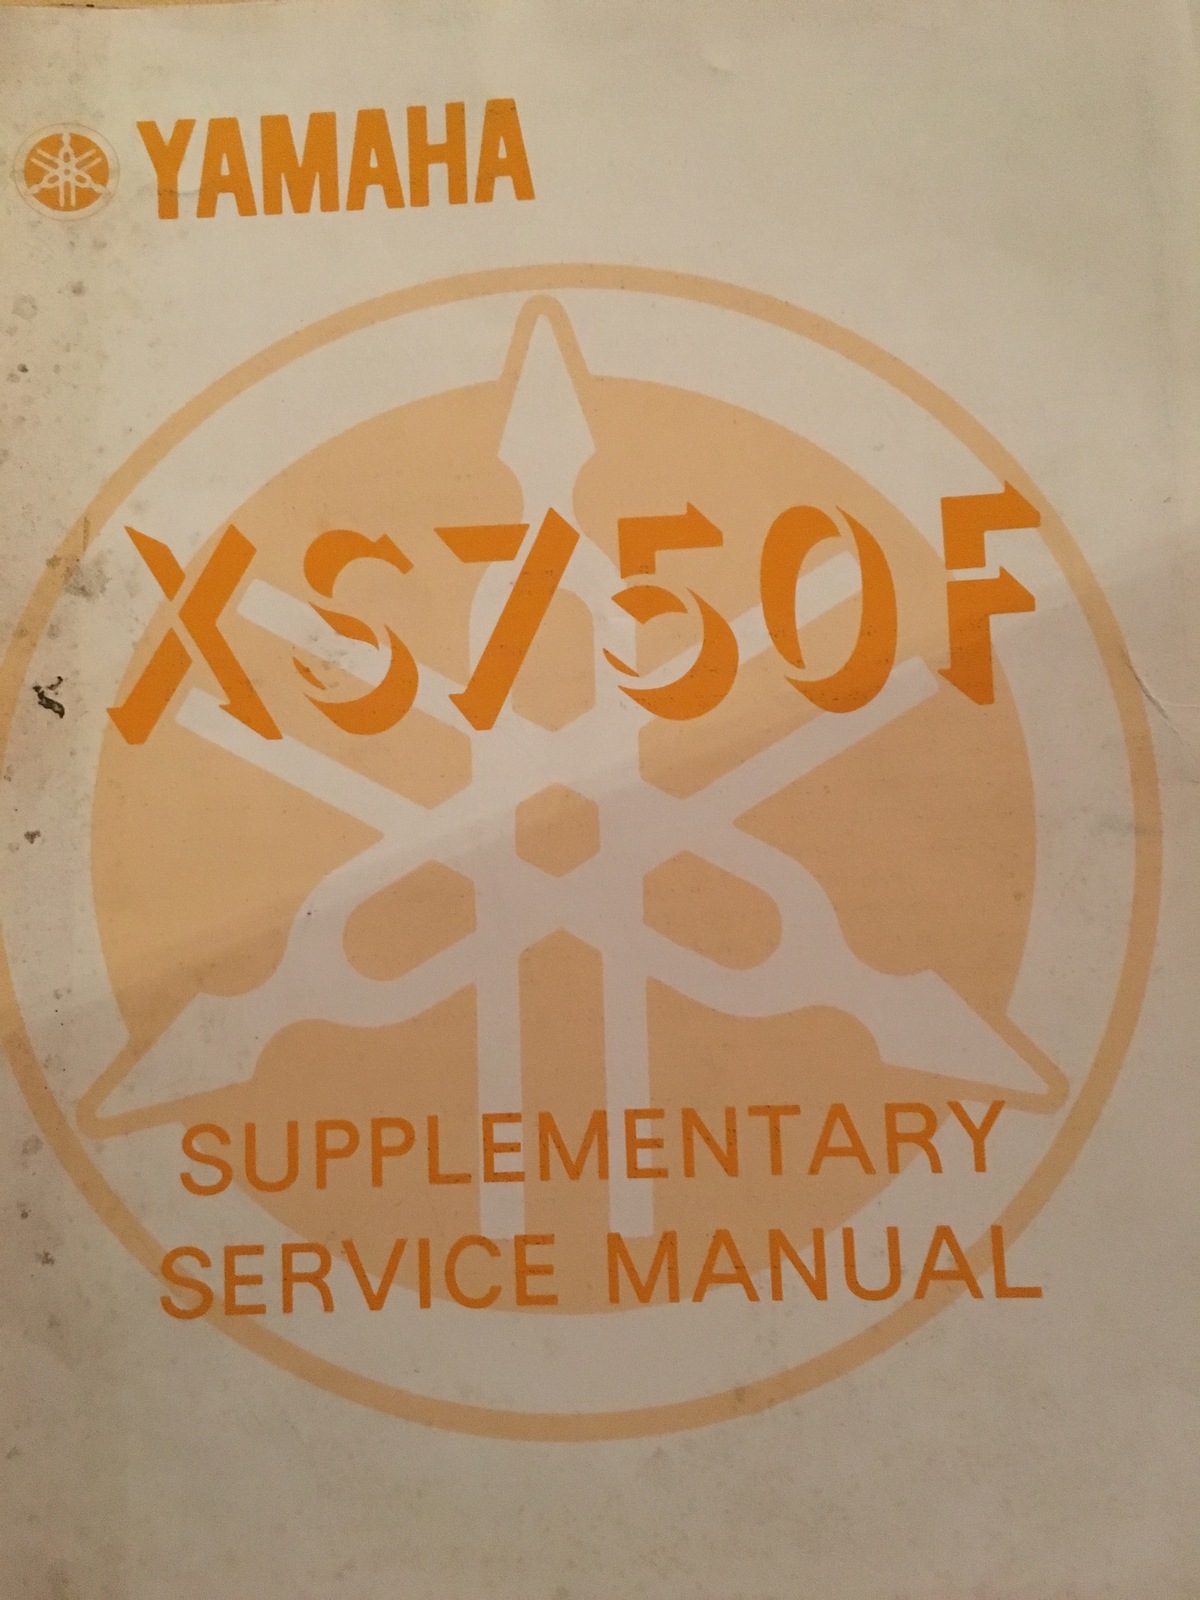 YAMAHA
XS750F
SUPPLEMENTARY
SERVICE MANUAL